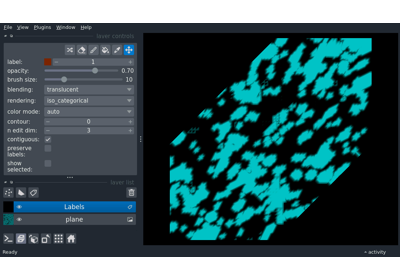 File View Plugins Window Help
layer controls
label: 1
opacity: 0.70
brush size: 10
blending: translucent
rendering: iso_categorical
color mode: auto
contour: 0
n edit dim: 3
contiguous:
preserve
labels:
show
selected:
layer list
Labels
plane
Ready
activity